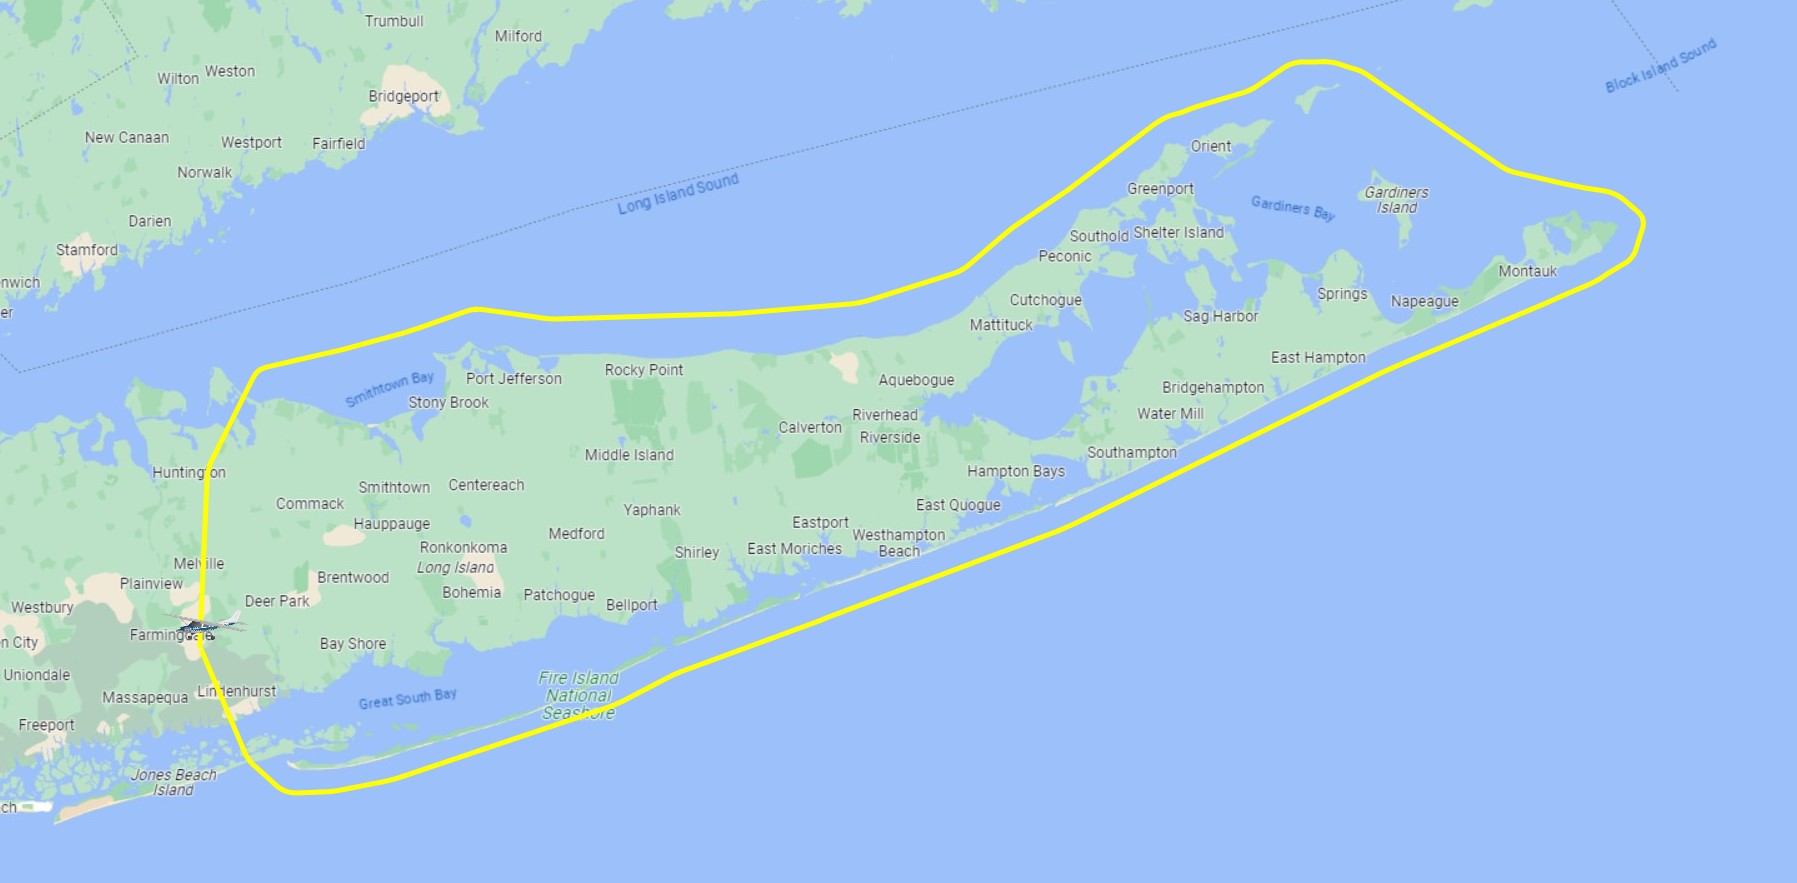 Trumbull
Milford
Wilton
Weston
Block Island Sound
Bridgeport
New Canaan
Westport
Fairfield
Orient
Norwalk
Long Island Sound
Greenport
Gardiners
Island
Gardiners Bay
Darien
Stamford
Southold
Shelter Island
Peconic
nwich
Montauk
er
Cutchogue
Springs
Napeague
Mattituck
Sag Harbor
East Hampton
Smithtown Bay
Port Jefferson
Rocky Point
Aquebogue
Bridgehampton
Stony Brook
Riverhead
Water Mill
Calverton
Riverside
Middle Island
Southampton
Huntington
Hampton Bays
Smithtown
Centereach
Commack
Yaphank
East Quogue
Hauppauge
Medford
Eastport
Westhampton
Beach
Ronkonkoma
Long Island
Shirley
East Moriches
Melville
Plainview
Brentwood
Bohemia
Patchogue
Bellport
Westbury
Deer Park
Farmingdale
n City
Bay Shore
Uniondale
Fire Island
National
Seashore
Massapequa
Lindenhurst
Great South Bay
Freeport
Jones Beach
Island
ch